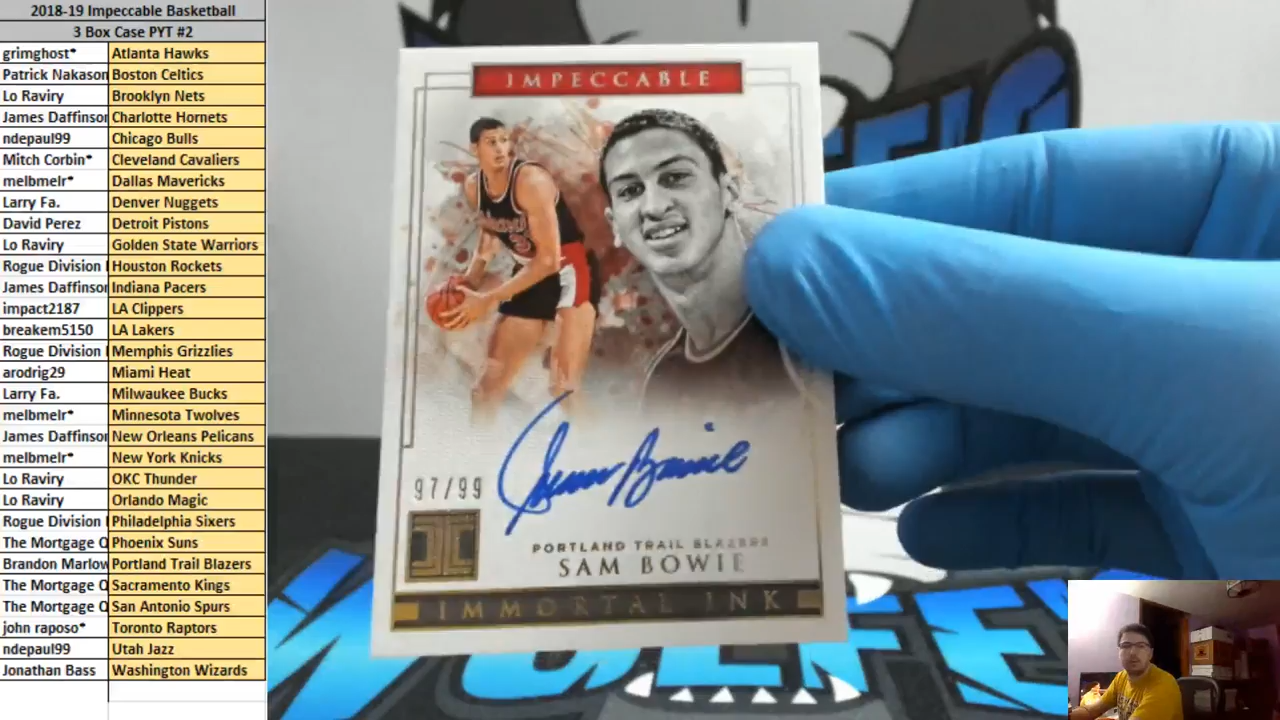 2018-19 Impeccable Basketball
3 Box Case PYT #2
grimghost* Atlanta Hawks
Patrick Nakason Boston Celtics
Lo Raviry Brooklyn Nets
James Daffinson Charlotte Hornets
ndepaul99 Chicago Bulls
Mitch Corbin* Cleveland Cavaliers
melbmelr* Dallas Mavericks
Larry Fa. Denver Nuggets
David Perez Detroit Pistons
Lo Raviry Golden State Warriors
Rogue Division Houston Rockets
James Daffinson Indiana Pacers
impact2187 LA Clippers
breakem5150 LA Lakers
Rogue Division Memphis Grizzlies
arodrig29 Miami Heat
Larry Fa. Milwaukee Bucks
melbmelr* Minnesota Twolves
James Daffinson New Orleans Pelicans
melbmelr* New York Knicks
Lo Raviry OKC Thunder
Lo Raviry Orlando Magic
Rogue Division Philadelphia Sixers
The Mortgage Q Phoenix Suns
Brandon Marlow Portland Trail Blazers
The Mortgage Q Sacramento Kings
The Mortgage Q San Antonio Spurs
john raposo* Toronto Raptors
ndepaul99 Utah Jazz
Jonathan Bass Washington Wizards
IMPECCABLE
97/99
PORTLAND TRAIL BLAZERS
SAM BOWIE
IMMORTAL INK